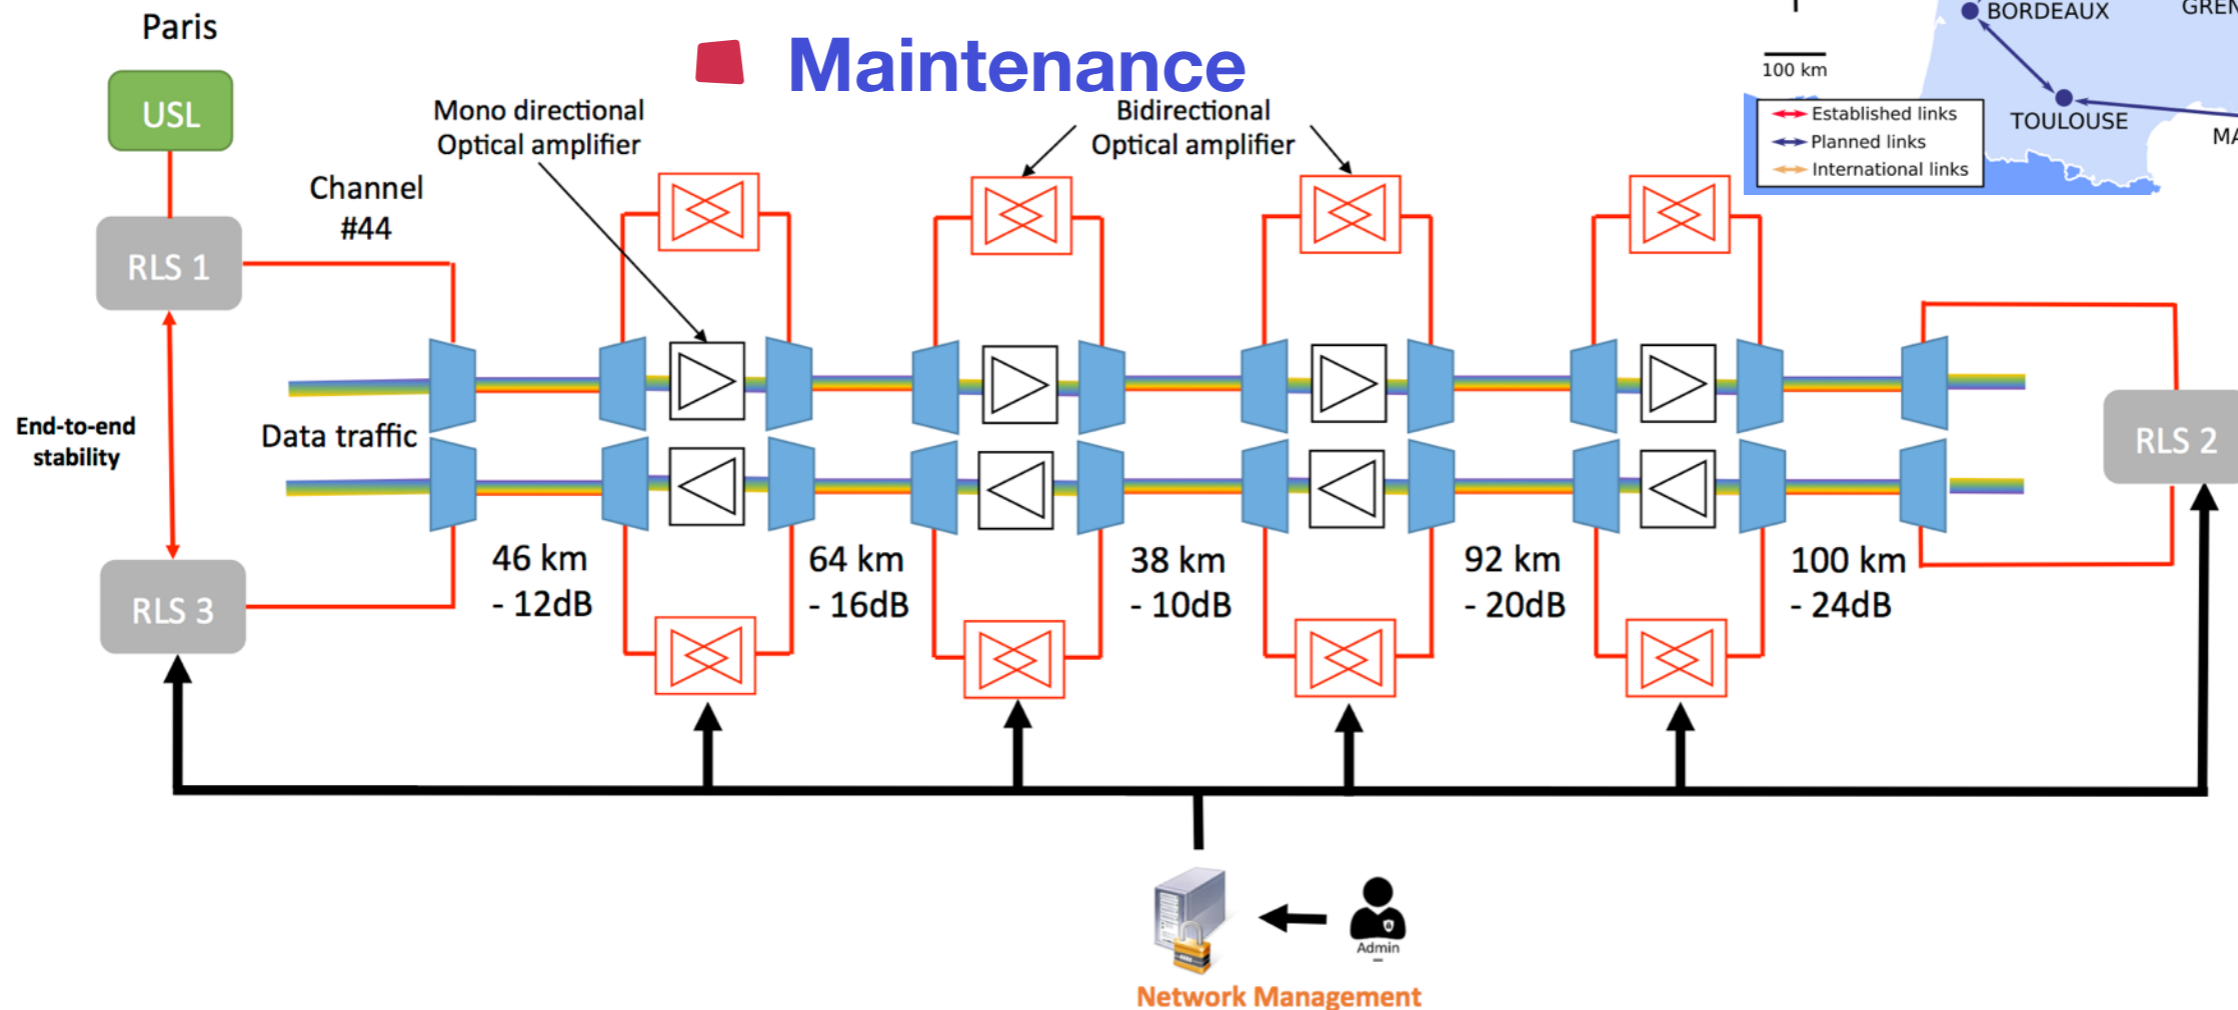 Paris
Maintenance
USL
Mono directional
Optical amplifier
Bidirectional
Optical amplifier
BORDEAUX
100 km
Established links
Planned links
International links
TOULOUSE
Channel
#44
RLS 1
End-to-end
stability
Data traffic
RLS 2
RLS 3
46 km
- 12dB
64 km
- 16dB
38 km
- 10dB
92 km
- 20dB
100 km
- 24dB
Admin
Network Management